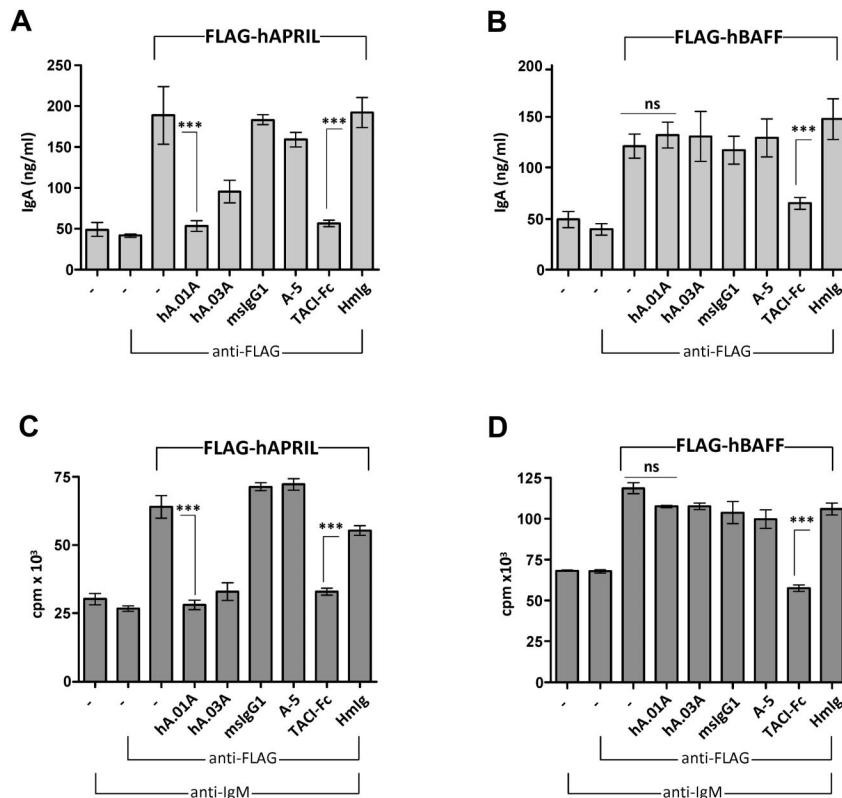 A
FLAG-hAPRIL
IgA (ng/ml)
250
200
150
100
50
0
***
***
-
-
-
hA.01A
hA.03A
msIgG1
A-5
TACI-Fc
HmIg
anti-FLAG
B
FLAG-hBAFF
IgA (ng/ml)
200
150
100
50
0
ns
***
-
-
-
hA.01A
hA.03A
msIgG1
A-5
TACI-Fc
HmIg
anti-FLAG
C
FLAG-hAPRIL
cpm x 10³
75
50
25
0
***
***
-
-
-
hA.01A
hA.03A
msIgG1
A-5
TACI-Fc
HmIg
anti-FLAG
anti-IgM
D
FLAG-hBAFF
cpm x10³
125
100
75
50
25
0
ns
***
-
-
-
hA.01A
hA.03A
msIgG1
A-5
TACI-Fc
HmIg
anti-FLAG
anti-IgM